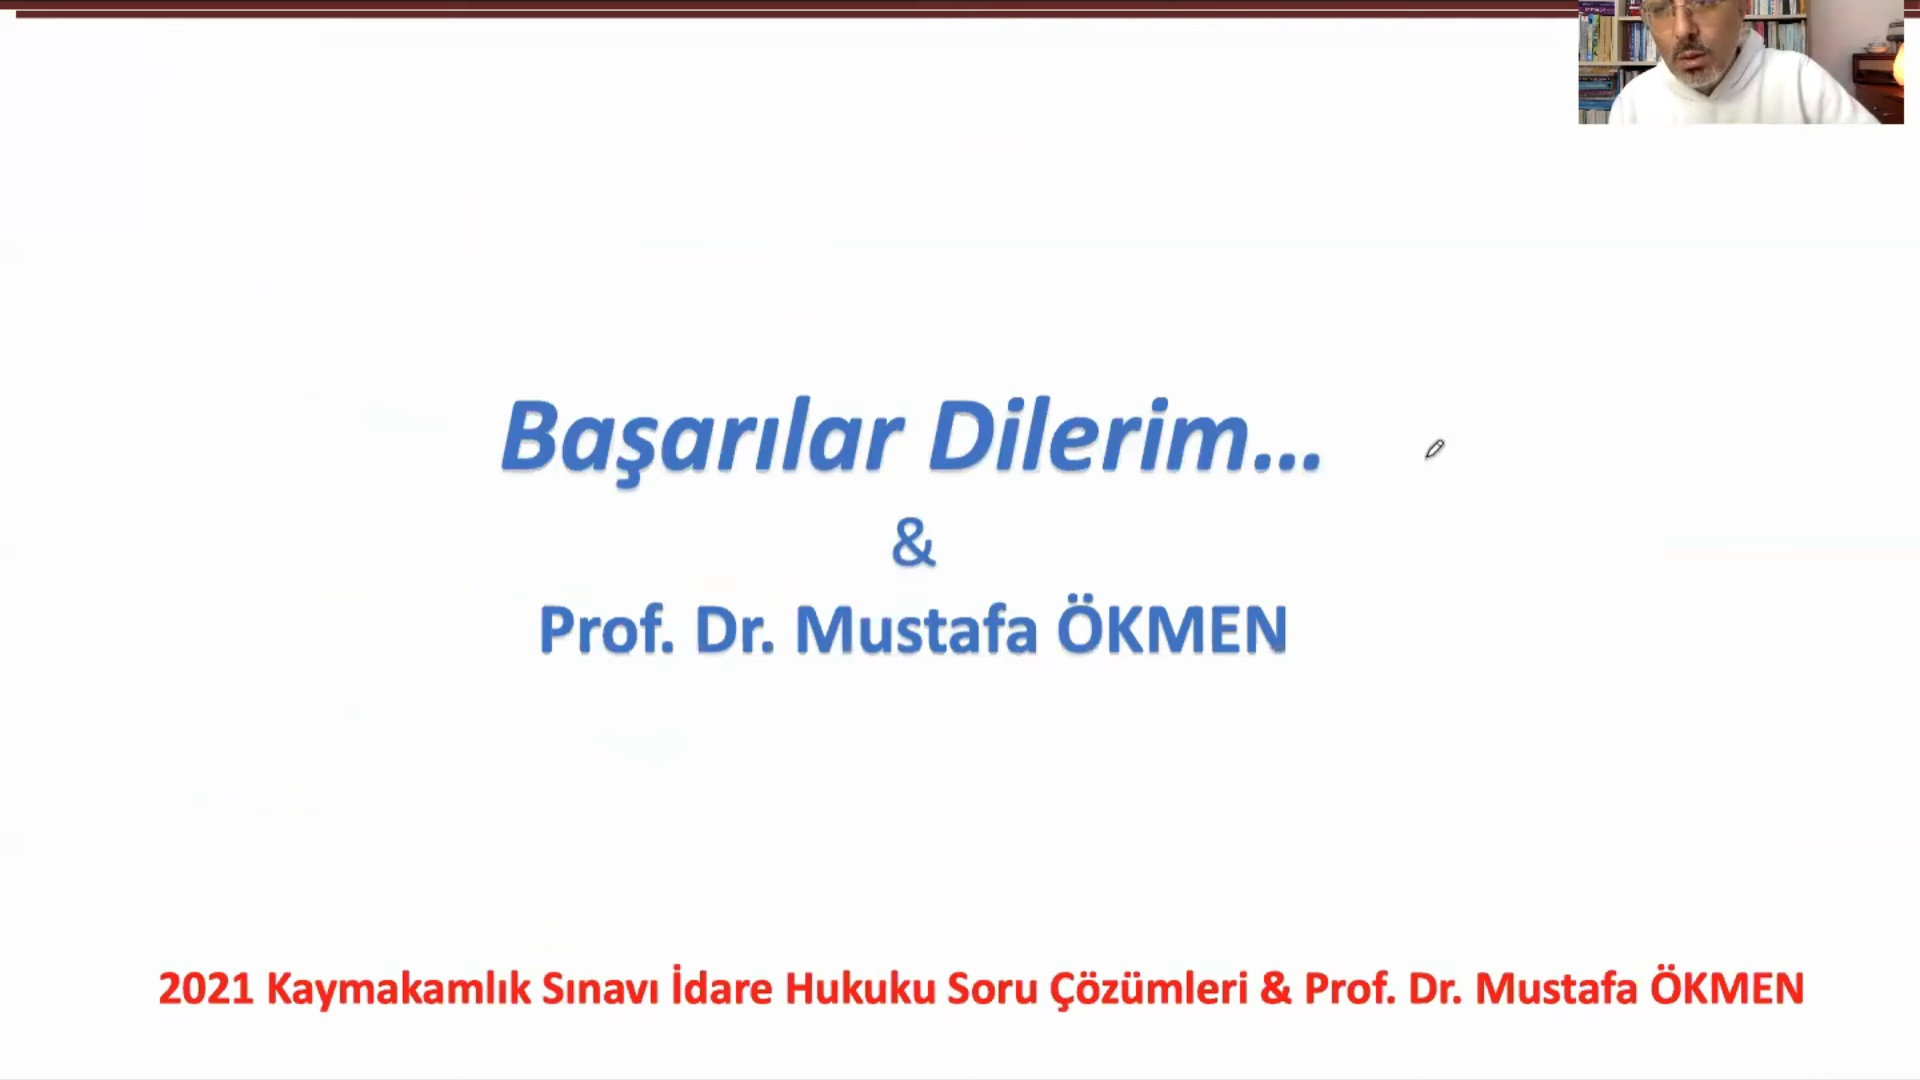 Başarılar Dilerim...
&
Prof. Dr. Mustafa ÖKMEN
2021 Kaymakamlık Sınavı İdare Hukuku Soru Çözümleri & Prof. Dr. Mustafa ÖKMEN